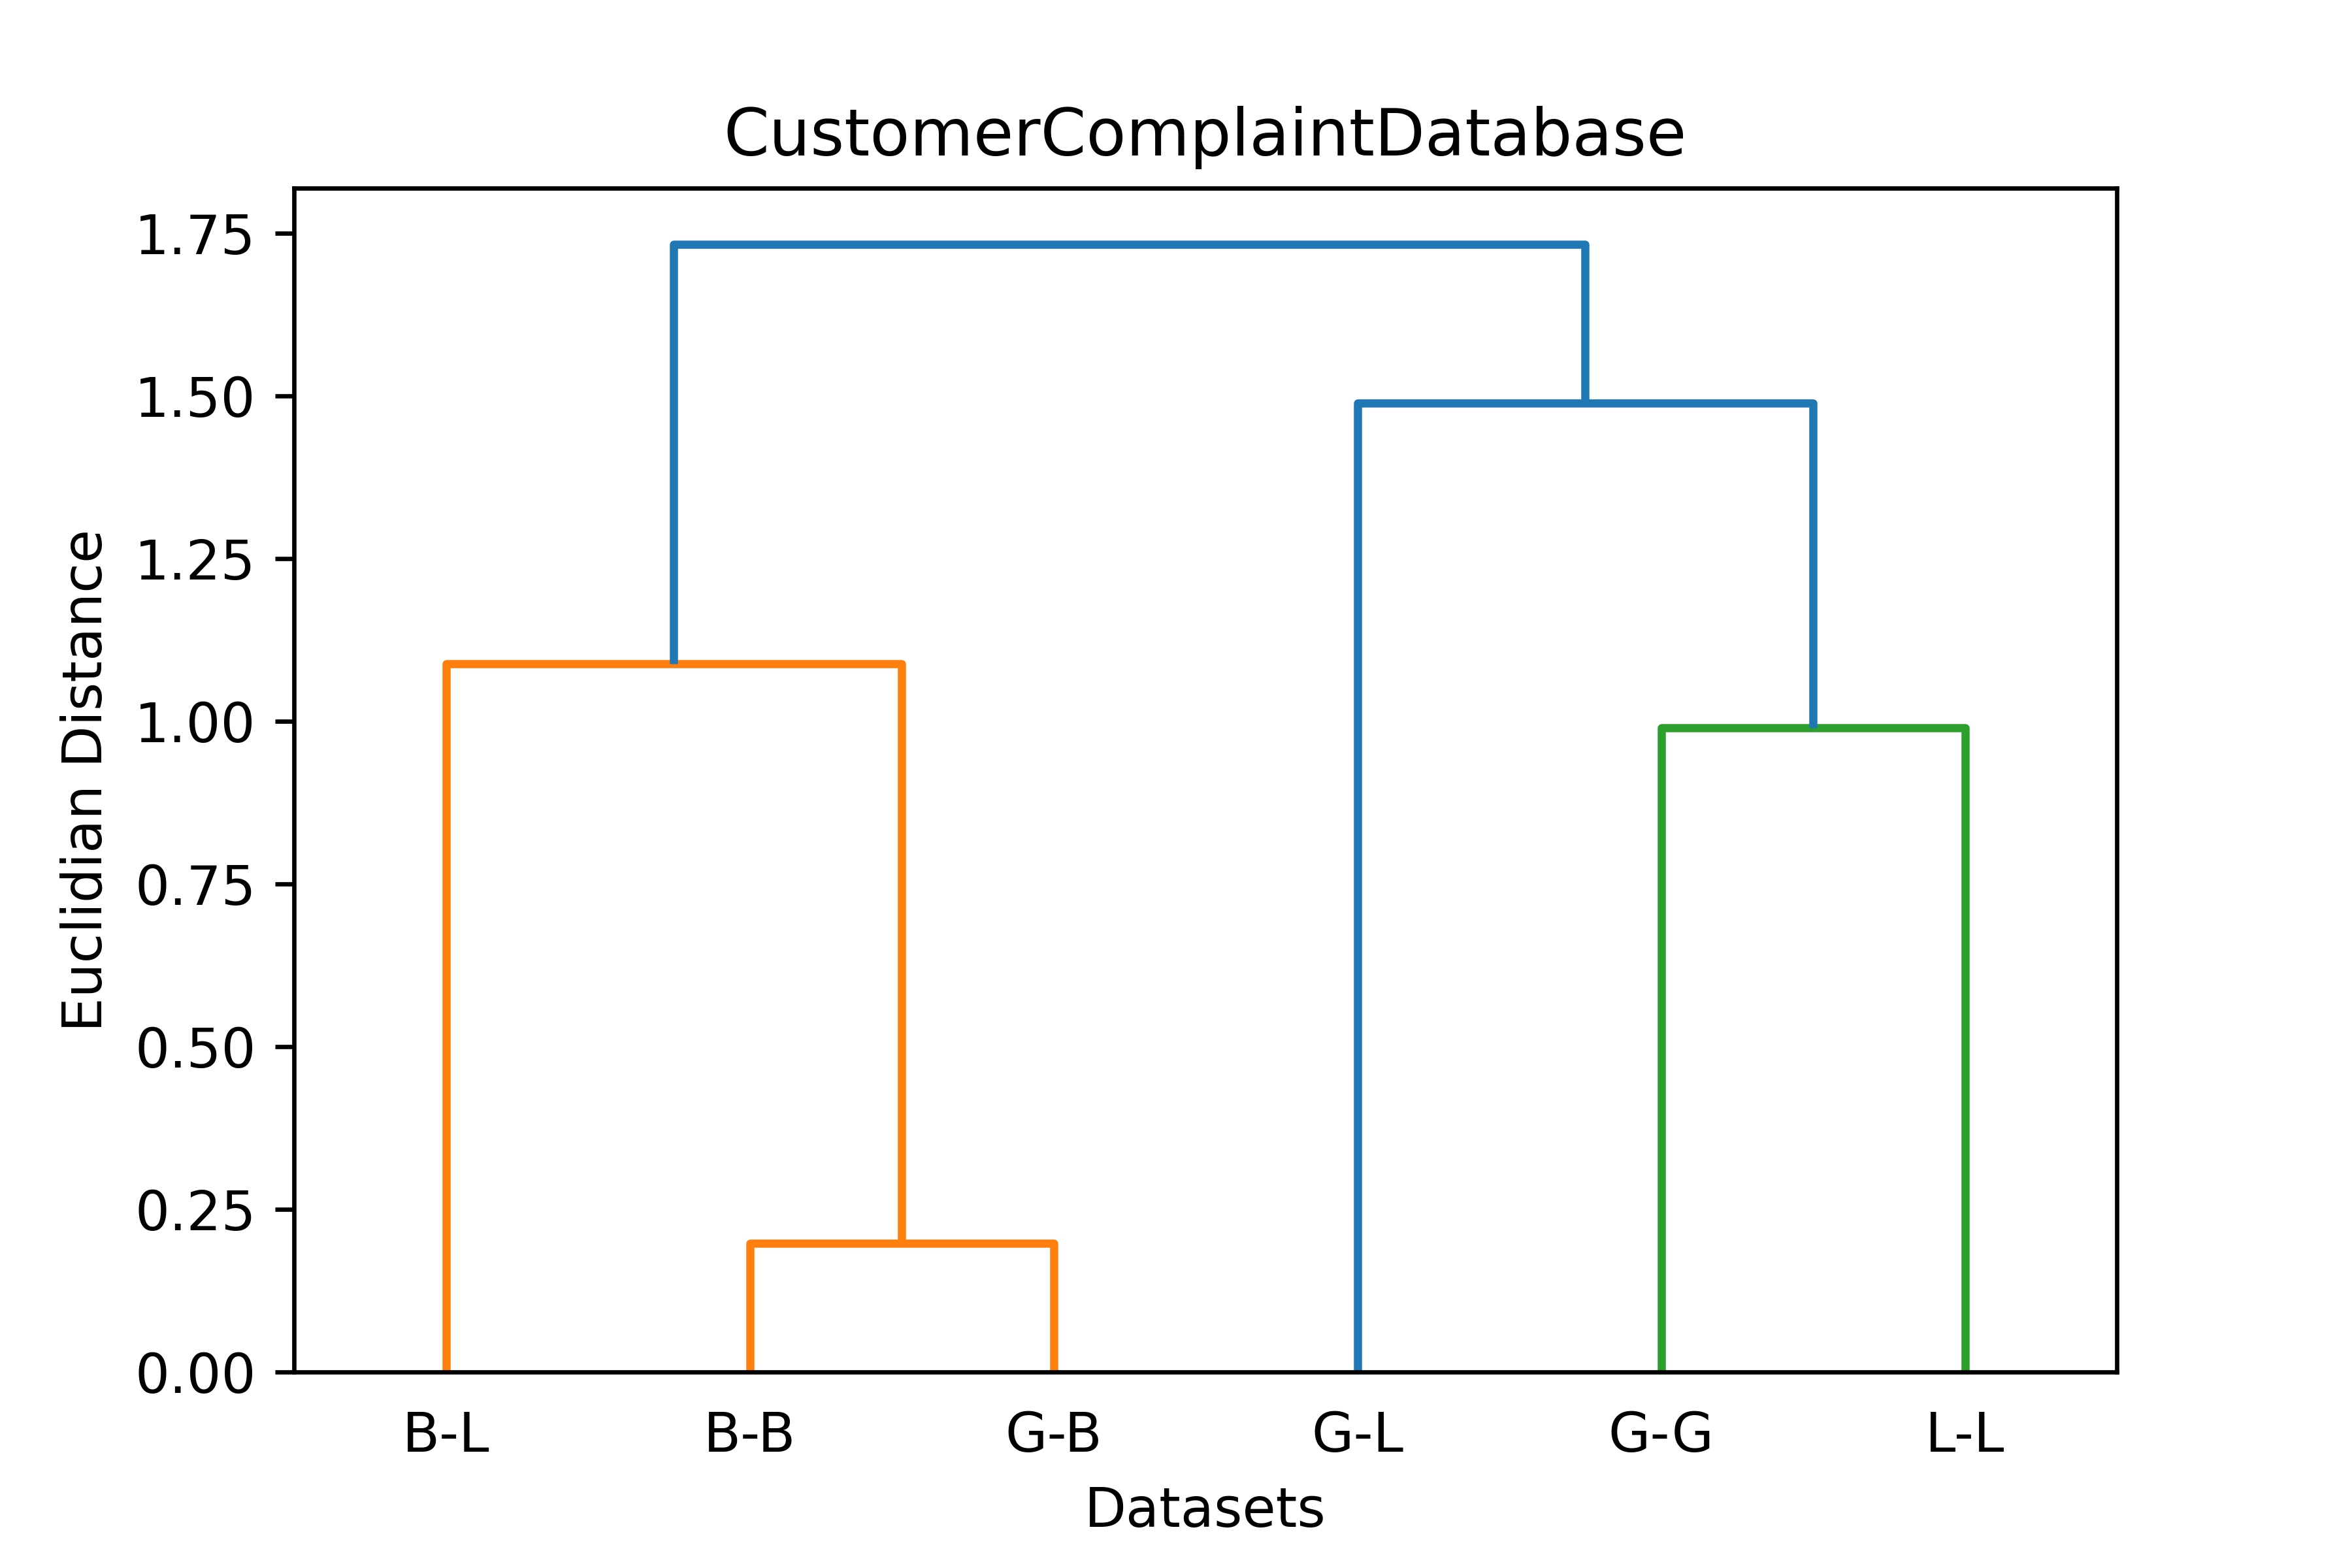 CustomerComplaintDatabase
1.75
1.50
1.25
1.00
0.75
0.50
0.25
0.00
Euclidian Distance
B-L B-B G-B G-L G-G L-L
Datasets